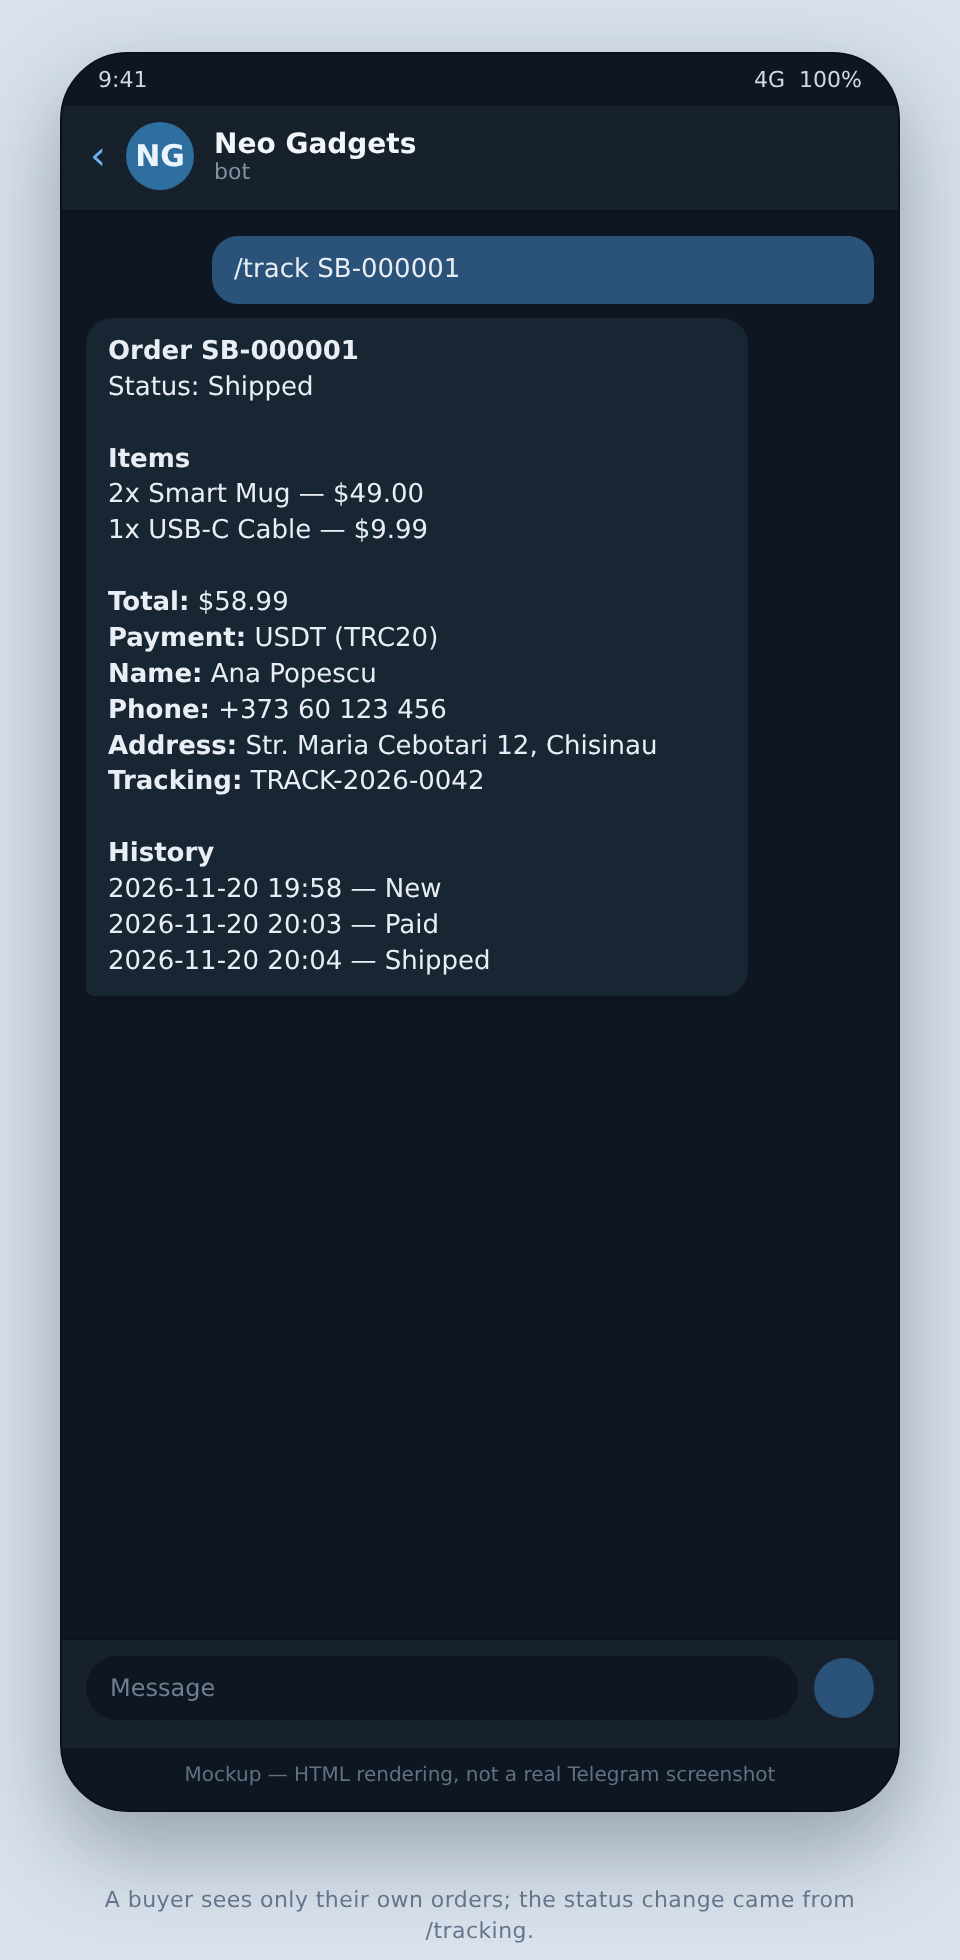 9:41
4G 100%
‹
NG
Neo Gadgets
bot
/track SB-000001
Order SB-000001
Status: Shipped
Items
2x Smart Mug — $49.00
1x USB-C Cable — $9.99
Total: $58.99
Payment: USDT (TRC20)
Name: Ana Popescu
Phone: +373 60 123 456
Address: Str. Maria Cebotari 12, Chisinau
Tracking: TRACK-2026-0042
History
2026-11-20 19:58 — New
2026-11-20 20:03 — Paid
2026-11-20 20:04 — Shipped
Message
Mockup — HTML rendering, not a real Telegram screenshot
A buyer sees only their own orders; the status change came from
/tracking.